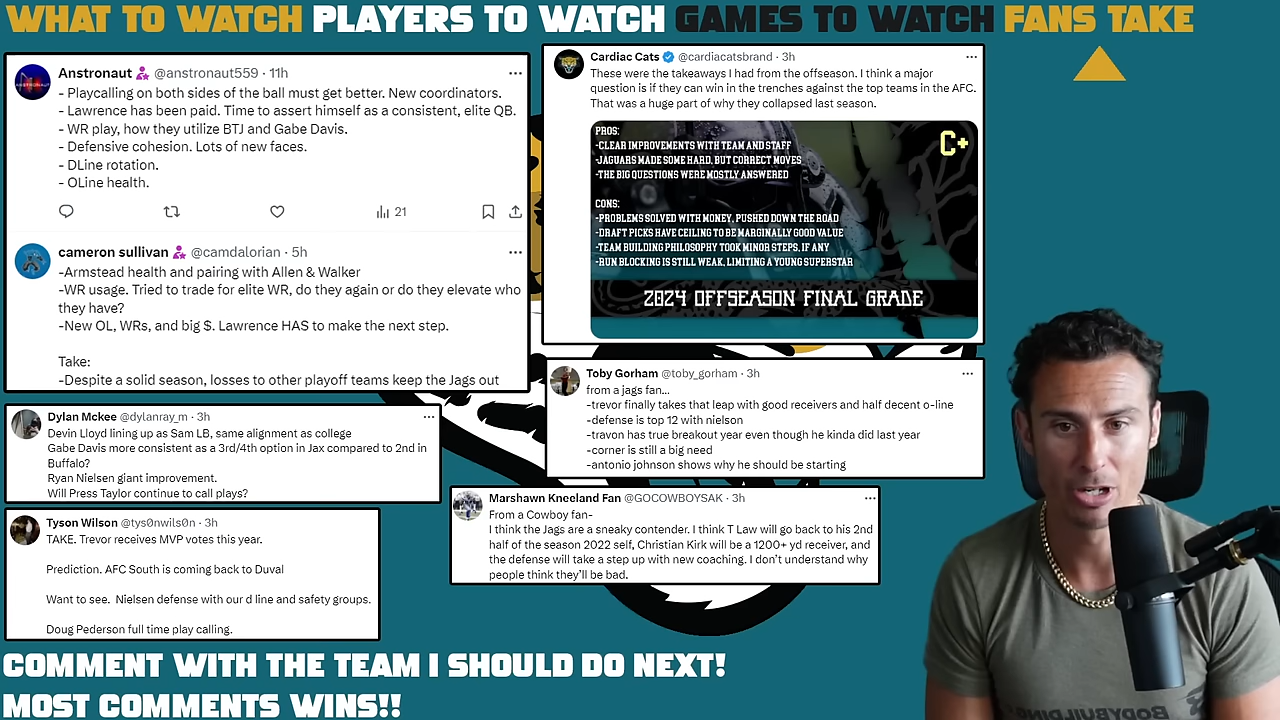 WHAT TO WATCH PLAYERS TO WATCH GAMES TO WATCH FANS TAKE
Anstronaut @anstronaut559 · 11h
- Playcalling on both sides of the ball must get better. New coordinators.
- Lawrence has been paid. Time to assert himself as a consistent, elite QB.
- WR play, how they utilize BTJ and Gabe Davis.
- Defensive cohesion. Lots of new faces.
- DLine rotation.
- OLine health.
21
cameron sullivan @camdalorian · 5h
-Armstead health and pairing with Allen & Walker
-WR usage. Tried to trade for elite WR, do they again or do they elevate who
they have?
-New OL, WRs, and big $. Lawrence HAS to make the next step.
Take:
-Despite a solid season, losses to other playoff teams keep the Jags out
Dylan Mckee @dylanray_m · 3h
Devin Lloyd lining up as Sam LB, same alignment as college
Gabe Davis more consistent as a 3rd/4th option in Jax compared to 2nd in
Buffalo?
Ryan Nielsen giant improvement.
Will Press Taylor continue to call plays?
Tyson Wilson @tys0nwils0n · 3h
TAKE. Trevor receives MVP votes this year.
Prediction. AFC South is coming back to Duval
Want to see. Nielsen defense with our d line and safety groups.
Doug Pederson full time play calling.
Cardiac Cats @cardiacatsbrand · 3h
These were the takeaways I had from the offseason. I think a major
question is if they can win in the trenches against the top teams in the AFC.
That was a huge part of why they collapsed last season.
C+
PROS:
-CLEAR IMPROVEMENTS WITH TEAM AND STAFF
-JAGUARS MADE SOME HARD, BUT CORRECT MOVES
-THE BIG QUESTIONS WERE MOSTLY ANSWERED
CONS:
-PROBLEMS SOLVED WITH MONEY, PUSHED DOWN THE ROAD
-DRAFT PICKS HAVE CEILING TO BE MARGINALLY GOOD VALUE
-TEAM BUILDING PHILOSOPHY TOOK MINOR STEPS, IF ANY
-RUN BLOCKING IS STILL WEAK, LIMITING A YOUNG SUPERSTAR
2024 OFFSEASON FINAL GRADE
Toby Gorham @toby_gorham · 3h
from a jags fan...
-trevor finally takes that leap with good receivers and half decent o-line
-defense is top 12 with nielson
-travon has true breakout year even though he kinda did last year
-corner is still a big need
-antonio johnson shows why he should be starting
Marshawn Kneeland Fan @GOCOWBOYSAK · 3h
From a Cowboy fan-
I think the Jags are a sneaky contender. I think T Law will go back to his 2nd
half of the season 2022 self, Christian Kirk will be a 1200+ yd receiver, and
the defense will take a step up with new coaching. I don't understand why
people think they'll be bad.
COMMENT WITH THE TEAM I SHOULD DO NEXT!
MOST COMMENTS WINS!!